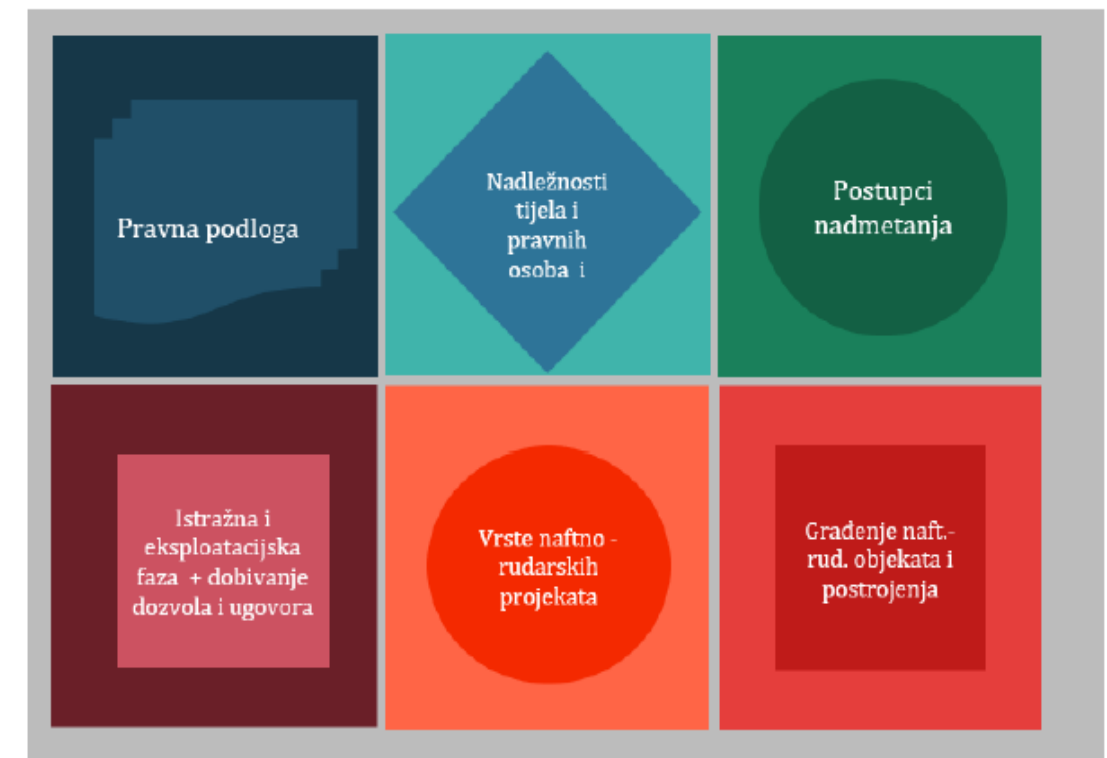 Pravna podloga
Nadležnosti
tijela i
pravnih
osoba i
Postupci
nadmetanja
Istražna i
eksploatacijska
faza + dobivanje
dozvola i ugovora
Vrste naftno -
rudarskih
projekata
Građenje naft.-
rud. objekata i
postrojenja